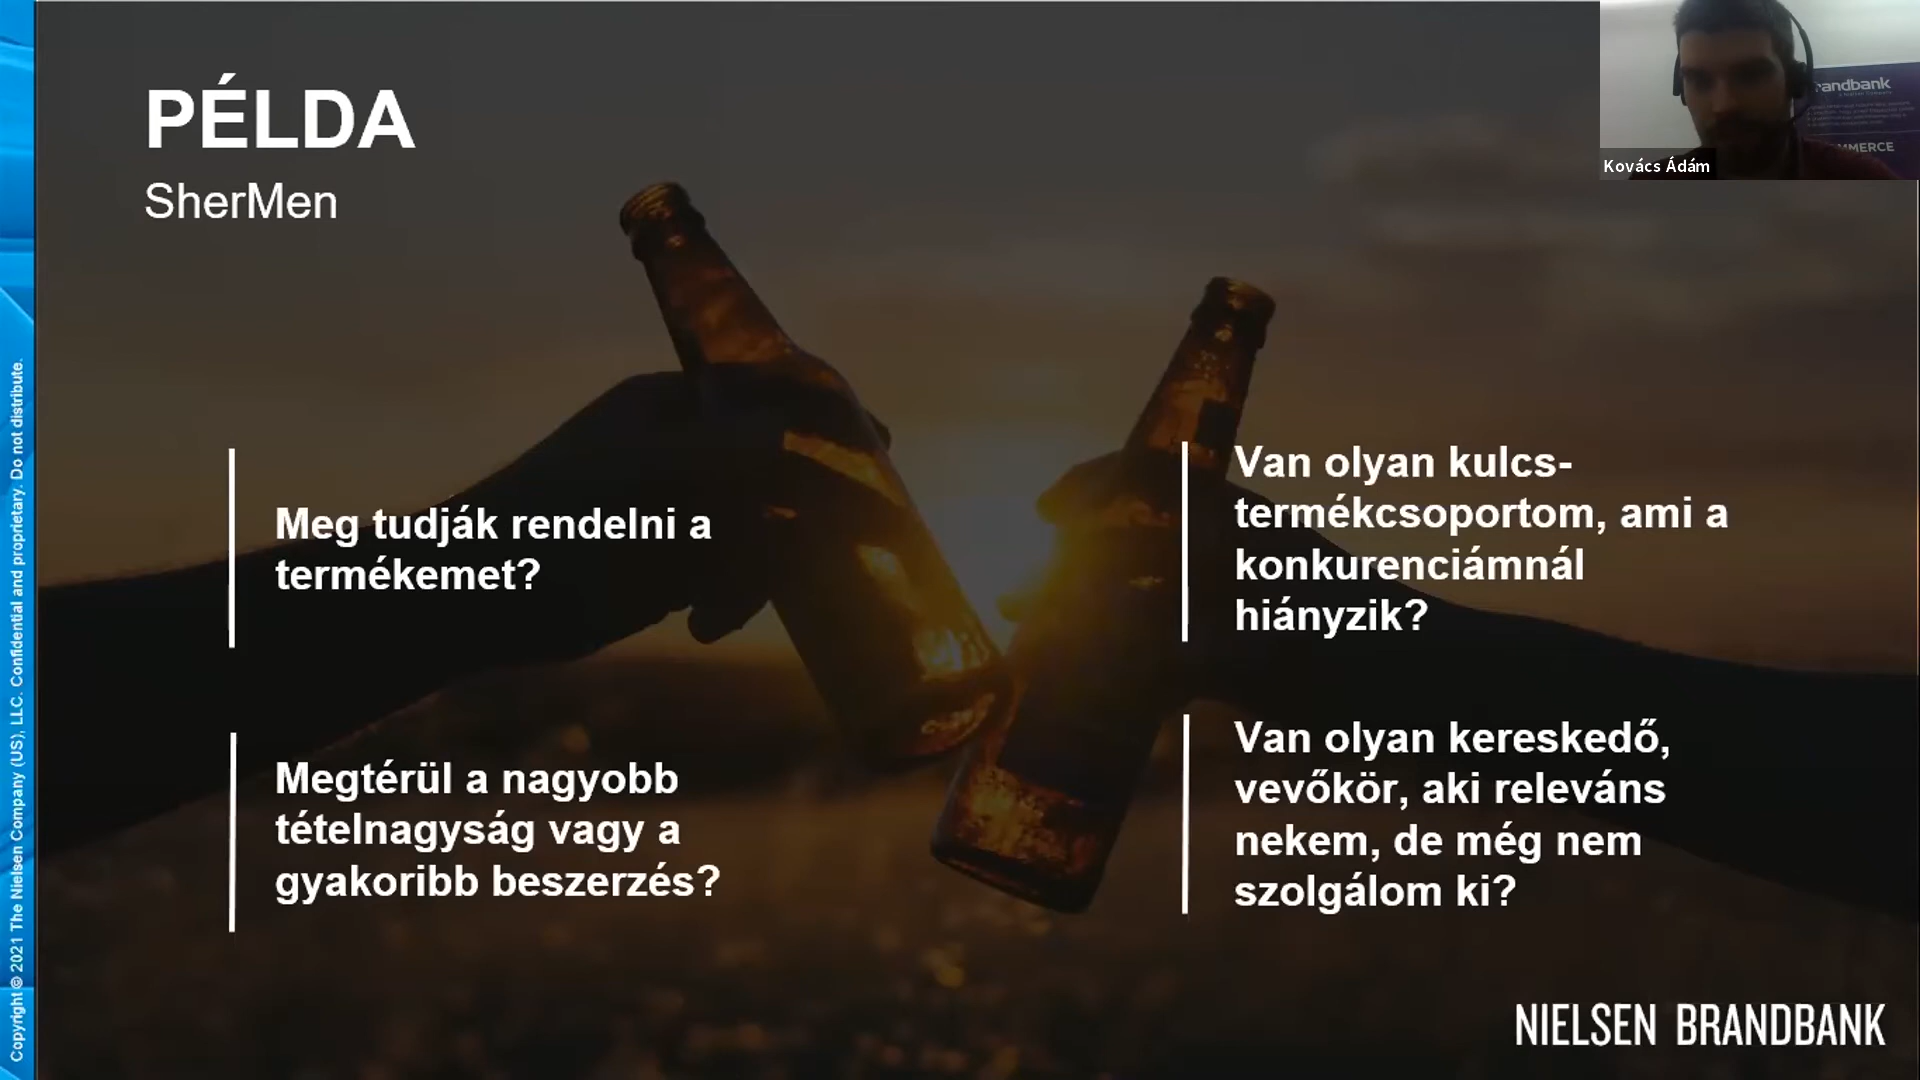 PÉLDA
SherMen
Meg tudják rendelni a
termékemet?
Megtérül a nagyobb
tételnagyság vagy a
gyakoribb beszerzés?
Van olyan kulcs-
termékcsoportom, ami a
konkurenciámnál
hiányzik?
Van olyan kereskedő,
vevőkör, aki releváns
nekem, de még nem
szolgálom ki?
NIELSEN BRANDBANK
Copyright © 2021 The Nielsen Company (US), LLC. Confidential and proprietary. Do not distribute.
Kovács Ádám